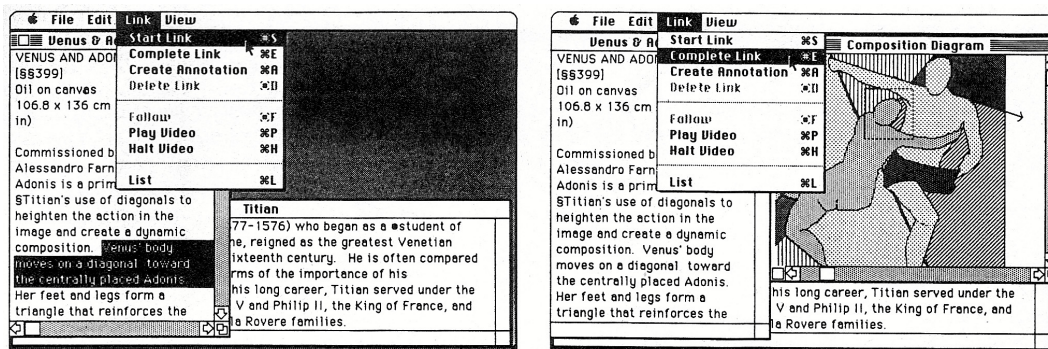 File Edit Link View
Venus & A
Start Link ⌘S
Complete Link ⌘E
Create Annotation ⌘A
Delete Link ⌘D
Follow ⌘F
Play Video ⌘P
Halt Video ⌘H
List ⌘L
VENUS AND ADO
[§§399]
Oil on canvas
106.8 x 136 cm
in)
Commissioned b
Alessandro Farn
Adonis is a prim
§Titian's use of diagonals to
heighten the action in the
image and create a dynamic
composition. Venus' body
moves on a diagonal toward
the centrally placed Adonis.
Her feet and legs form a
triangle that reinforces the
Titian
77-1576) who began as a student of
he, reigned as the greatest Venetian
ixteenth century. He is often compared
rms of the importance of his
his long career, Titian served under the
V and Philip II, the King of France, and
la Rovere families.
File Edit Link View
Venus & A
Start Link ⌘S
Complete Link ⌘E
Create Annotation ⌘A
Delete Link ⌘D
Follow ⌘F
Play Video ⌘P
Halt Video ⌘H
List ⌘L
Composition Diagram
VENUS AND ADO
[§§399]
Oil on canvas
106.8 x 136 cm
in)
Commissioned b
Alessandro Farn
Adonis is a prim
§Titian's use of diagonals to
heighten the action in the
image and create a dynamic
composition. Venus' body
moves on a diagonal toward
the centrally placed Adonis.
Her feet and legs form a
triangle that reinforces the
his long career, Titian served under the
V and Philip II, the King of France, and
la Rovere families.